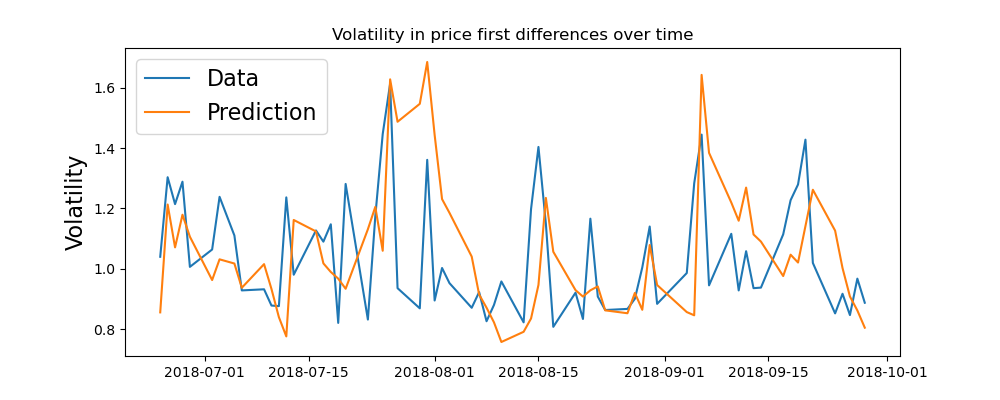 Volatility in price first differences over time
Data
Prediction
Volatility
1.6
1.4
1.2
1.0
0.8
2018-07-01 2018-07-15 2018-08-01 2018-08-15 2018-09-01 2018-09-15 2018-10-01